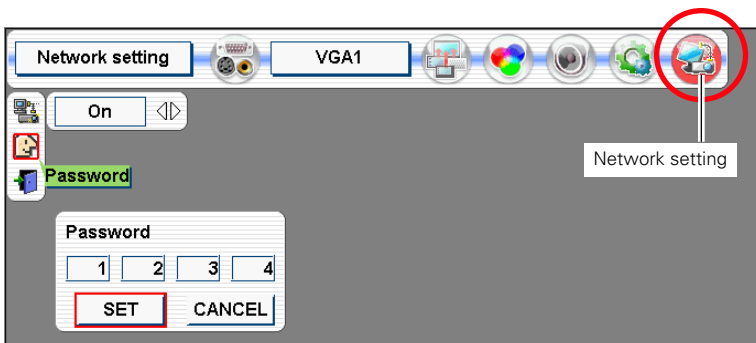 Network setting
VGA1
On
Network setting
Password
Password
1 2 3 4
SET CANCEL